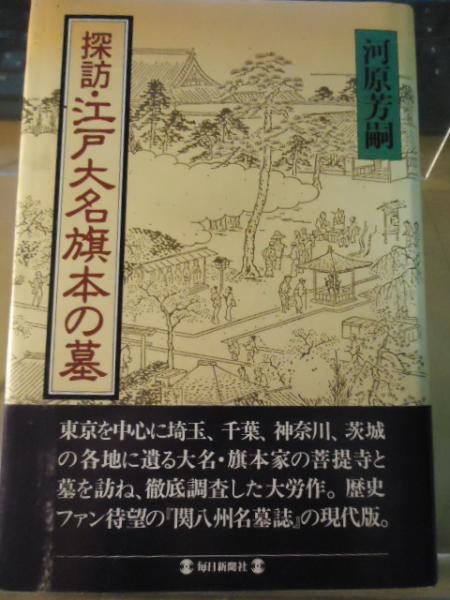 探訪・江戸大名旗本の墓
河原芳嗣
東京を中心に埼玉、千葉、神奈川、茨城
の各地に遺る大名・旗本家の菩提寺と
墓を訪ね、徹底調査した大労作。歴史
ファン待望の『関八州名墓誌』の現代版。
毎日新聞社